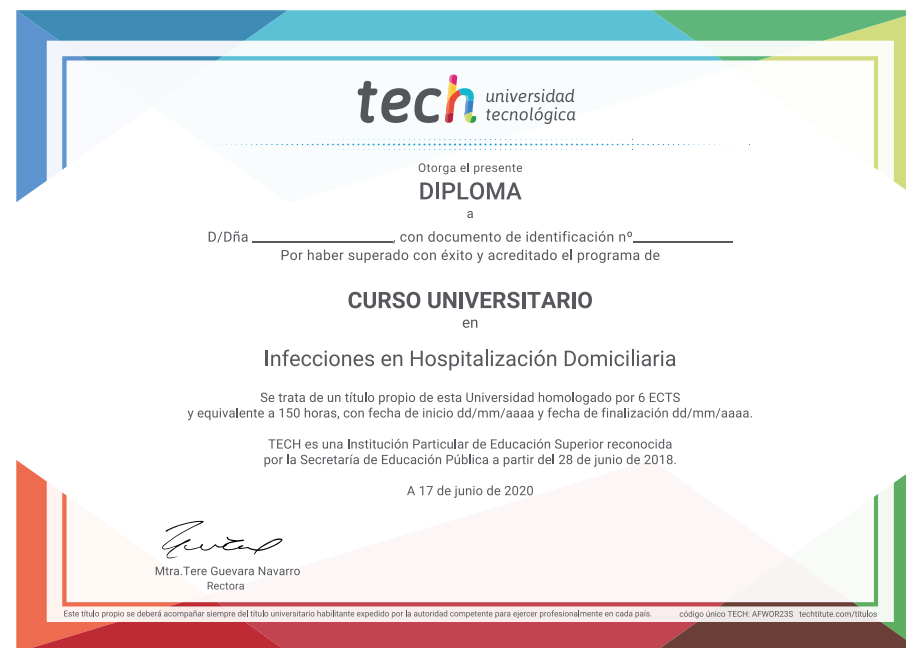 tech universidad
tecnológica
Otorga el presente
DIPLOMA
a
D/Dña ____________________, con documento de identificación nº______________
Por haber superado con éxito y acreditado el programa de
CURSO UNIVERSITARIO
en
Infecciones en Hospitalización Domiciliaria
Se trata de un título propio de esta Universidad homologado por 6 ECTS
y equivalente a 150 horas, con fecha de inicio dd/mm/aaaa y fecha de finalización dd/mm/aaaa.
TECH es una Institución Particular de Educación Superior reconocida
por la Secretaría de Educación Pública a partir del 28 de junio de 2018.
A 17 de junio de 2020
Mtra.Tere Guevara Navarro
Rectora
Este título propio se deberá acompañar siempre del título universitario habilitante expedido por la autoridad competente para ejercer profesionalmente en cada país. código único TECH: AFWOR23S techtitute.com/titulos